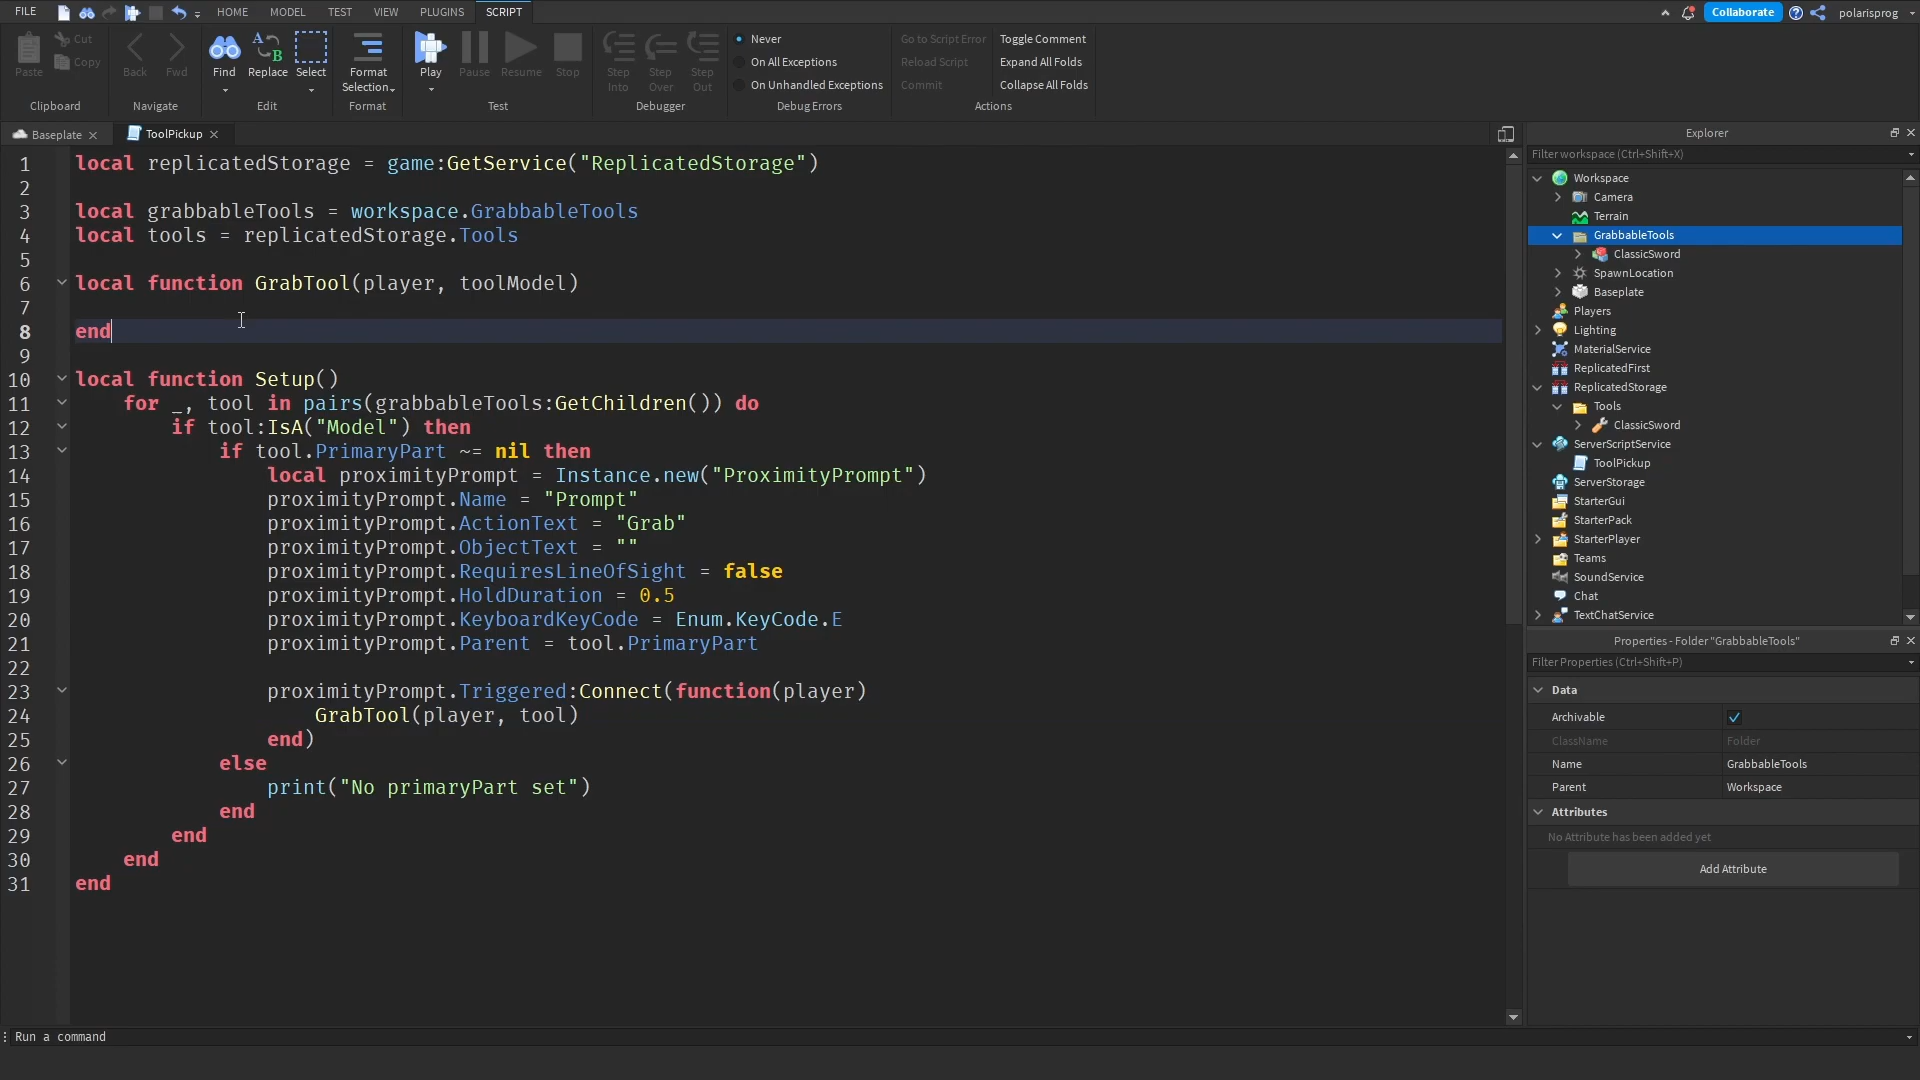 FILE HOME MODEL TEST VIEW PLUGINS SCRIPT Collaborate polarisprog
Paste Cut Copy Back Fwd Find Replace Select Format Selection Play Pause Resume Stop Step Into Step Over Step Out
Never
On All Exceptions
On Unhandled Exceptions
Go to Script Error
Reload Script
Commit
Toggle Comment
Expand All Folds
Collapse All Folds
Clipboard Navigate Edit Format Test Debugger Debug Errors Actions
Baseplate ToolPickup
1 local replicatedStorage = game:GetService("ReplicatedStorage")
2
3 local grabbableTools = workspace.GrabbableTools
4 local tools = replicatedStorage.Tools
5
6 local function GrabTool(player, toolModel)
7
8 end
9
10 local function Setup()
11 for _, tool in pairs(grabbableTools:GetChildren()) do
12 if tool:IsA("Model") then
13 if tool.PrimaryPart ~= nil then
14 local proximityPrompt = Instance.new("ProximityPrompt")
15 proximityPrompt.Name = "Prompt"
16 proximityPrompt.ActionText = "Grab"
17 proximityPrompt.ObjectText = ""
18 proximityPrompt.RequiresLineOfSight = false
19 proximityPrompt.HoldDuration = 0.5
20 proximityPrompt.KeyboardKeyCode = Enum.KeyCode.E
21 proximityPrompt.Parent = tool.PrimaryPart
22
23 proximityPrompt.Triggered:Connect(function(player)
24 GrabTool(player, tool)
25 end)
26 else
27 print("No primaryPart set")
28 end
29 end
30 end
31 end
Explorer
Filter workspace (Ctrl+Shift+X)
Workspace
Camera
Terrain
GrabbableTools
ClassicSword
SpawnLocation
Baseplate
Players
Lighting
MaterialService
ReplicatedFirst
ReplicatedStorage
Tools
ClassicSword
ServerScriptService
ToolPickup
ServerStorage
StarterGui
StarterPack
StarterPlayer
Teams
SoundService
Chat
TextChatService
Properties - Folder "GrabbableTools"
Filter Properties (Ctrl+Shift+P)
Data
Archivable
ClassName Folder
Name GrabbableTools
Parent Workspace
Attributes
No Attribute has been added yet
Add Attribute
Run a command